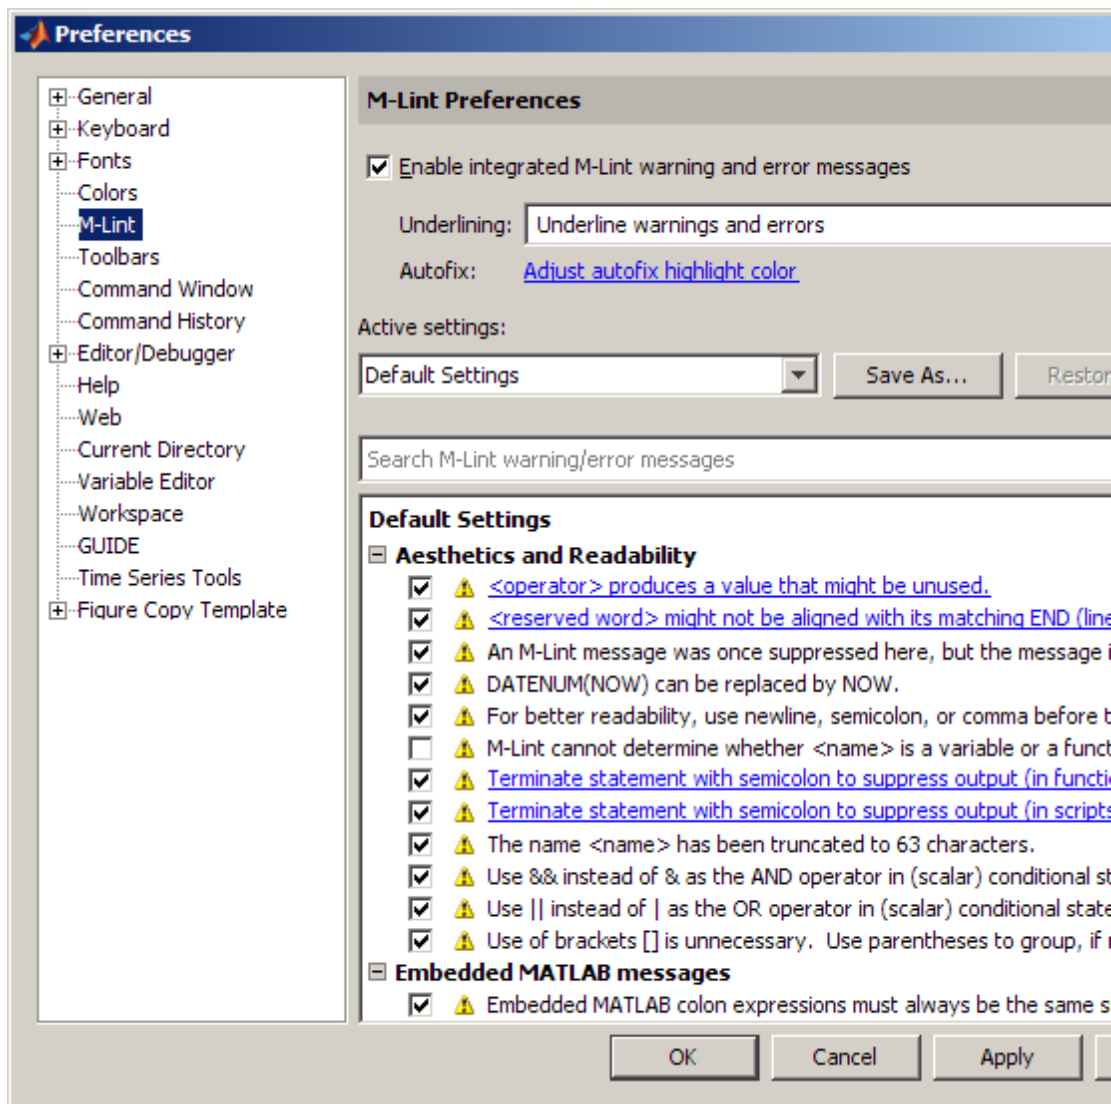 Preferences
General
Keyboard
Fonts
Colors
M-Lint
Toolbars
Command Window
Command History
Editor/Debugger
Help
Web
Current Directory
Variable Editor
Workspace
GUIDE
Time Series Tools
Figure Copy Template
M-Lint Preferences
Enable integrated M-Lint warning and error messages
Underlining: Underline warnings and errors
Autofix: Adjust autofix highlight color
Active settings:
Default Settings Save As...
Search M-Lint warning/error messages
Default Settings
Aesthetics and Readability
<operator> produces a value that might be unused.
<reserved word> might not be aligned with its matching END (line
An M-Lint message was once suppressed here, but the message
DATENUM(NOW) can be replaced by NOW.
For better readability, use newline, semicolon, or comma before
M-Lint cannot determine whether <name> is a variable or a
Terminate statement with semicolon to suppress output (in
Terminate statement with semicolon to suppress output (in scripts
The name <name> has been truncated to 63 characters.
Use && instead of & as the AND operator in (scalar) conditional
Use || instead of | as the OR operator in (scalar) conditional
Use of brackets [] is unnecessary. Use parentheses to group, if
Embedded MATLAB messages
Embedded MATLAB colon expressions must always be the same
OK Cancel Apply